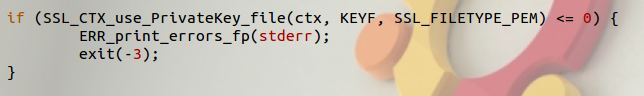 if (SSL_CTX_use_PrivateKey_file(ctx, KEYF, SSL_FILETYPE_PEM) <= 0) {
        ERR_print_errors_fp(stderr);
        exit(-3);
}